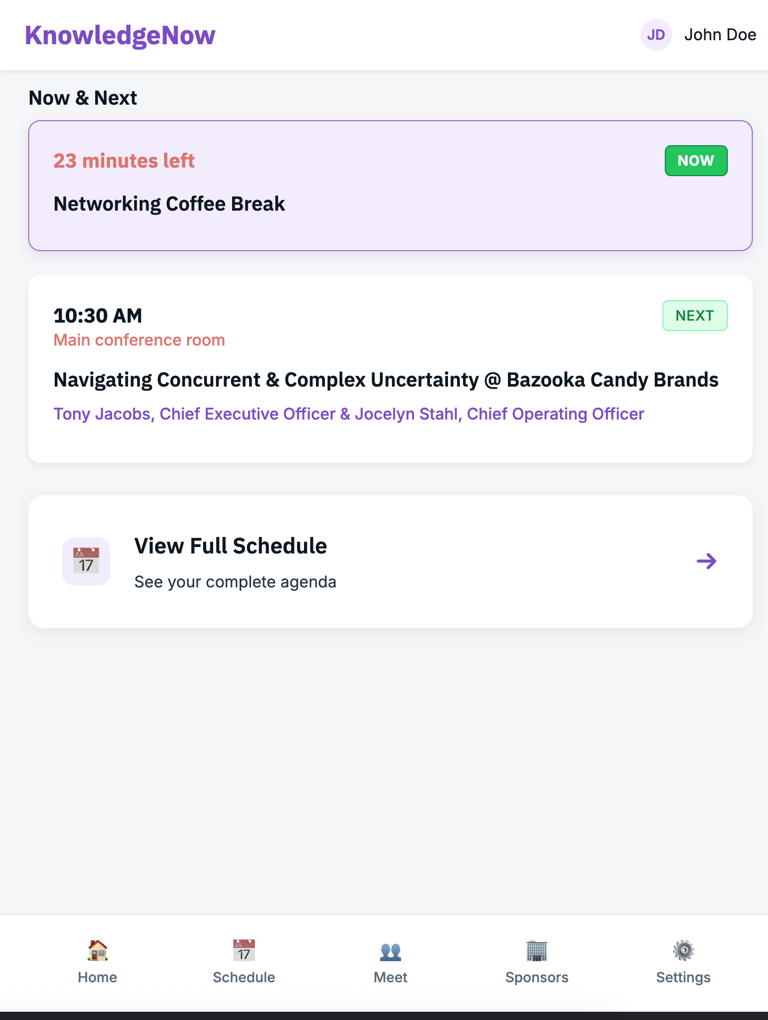 KnowledgeNow
JD John Doe
Now & Next
23 minutes left
NOW
Networking Coffee Break
10:30 AM
NEXT
Main conference room
Navigating Concurrent & Complex Uncertainty @ Bazooka Candy Brands
Tony Jacobs, Chief Executive Officer & Jocelyn Stahl, Chief Operating Officer
JUL
17
View Full Schedule
See your complete agenda
→
JUL
17
Home
Schedule
Meet
Sponsors
Settings